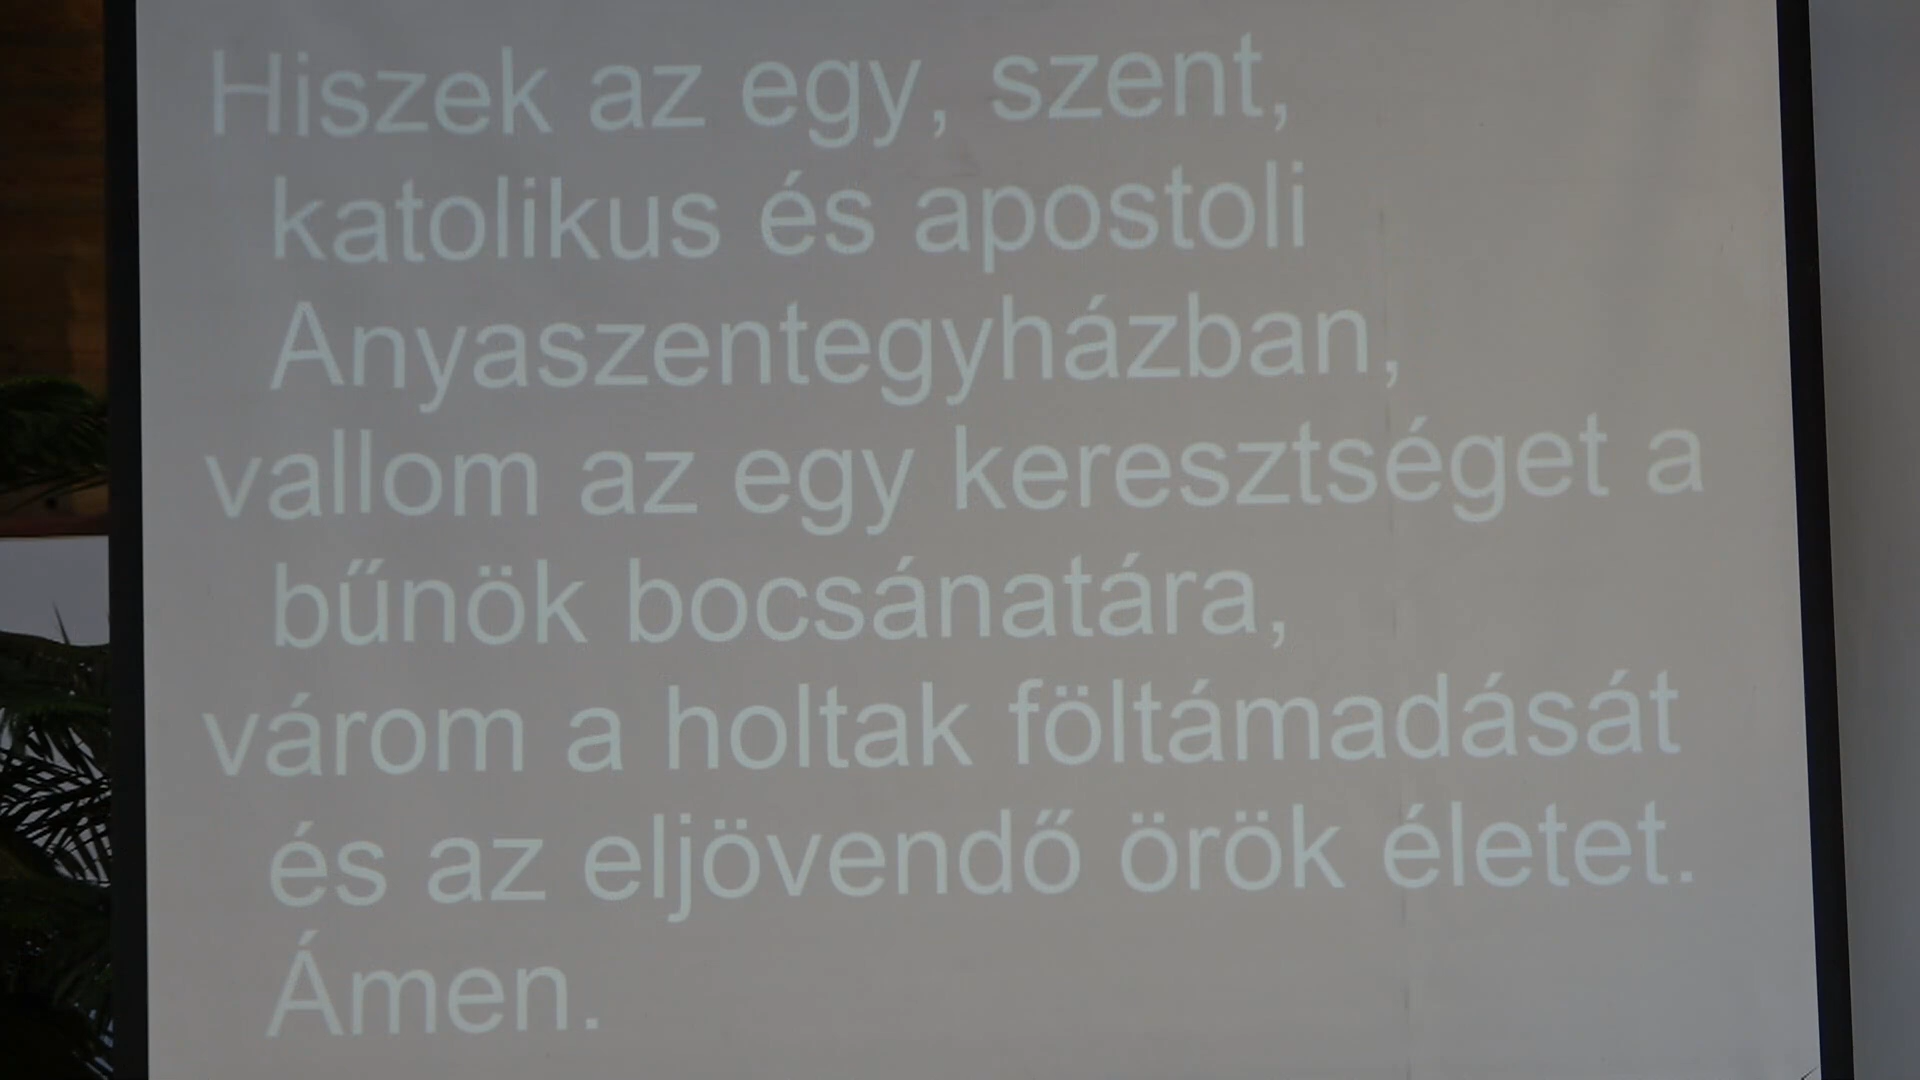 Hiszek az egy, szent,
katolikus és apostoli
Anyaszentegyházban,
vallom az egy keresztséget a
bűnök bocsánatára,
várom a holtak föltámadását
és az eljövendő örök életet.
Ámen.